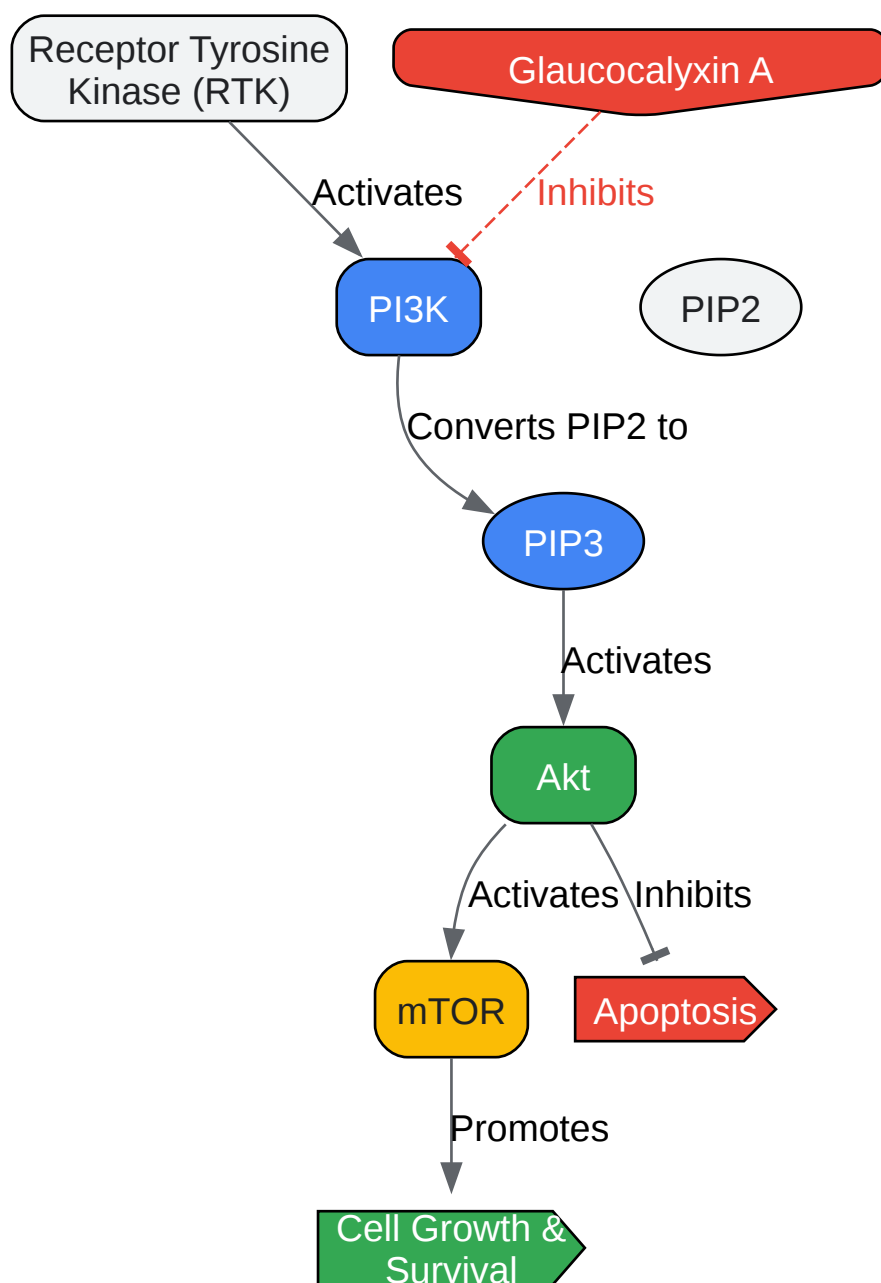 Receptor Tyrosine
Kinase (RTK)
Glaucocalyxin A
Activates
Inhibits
PI3K
PIP2
Converts PIP2 to
PIP3
Activates
Akt
Activates
Inhibits
mTOR
Apoptosis
Promotes
Cell Growth &
Survival